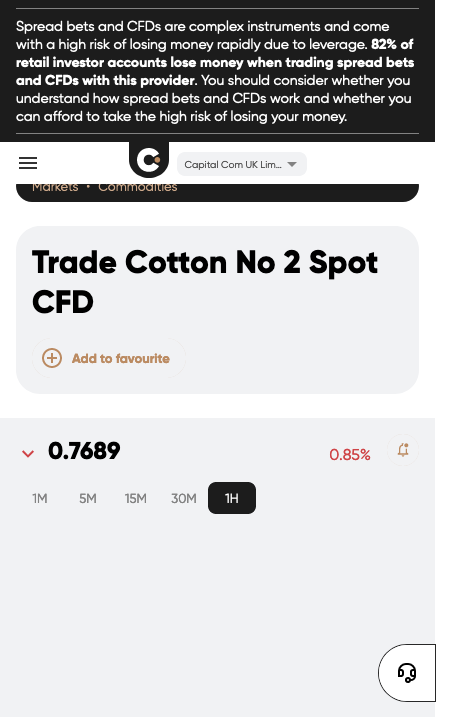 Spread bets and CFDs are complex instruments and come
with a high risk of losing money rapidly due to leverage. 82% of
retail investor accounts lose money when trading spread bets
and CFDs with this provider. You should consider whether you
understand how spread bets and CFDs work and whether you
can afford to take the high risk of losing your money.
Capital Com UK Lim...
Markets • Commodities
Trade Cotton No 2 Spot
CFD
Add to favourite
0.7689 0.85%
1M 5M 15M 30M 1H